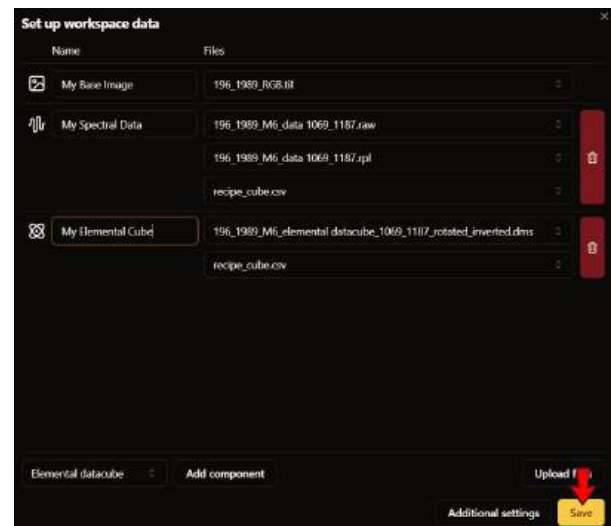 Set up workspace data
Name Files
My Base Image 196_1989_RGB.tif
My Spectral Data 196_1989_M6_data 1069_1187.raw
196_1989_M6_data 1069_1187.rpl
recipe_cube.csv
My Elemental Cube 196_1989_M6_elemental datacube_1069_1187_rotated_inverted.dms
recipe_cube.csv
Elemental datacube Add component Upload
Additional settings Save